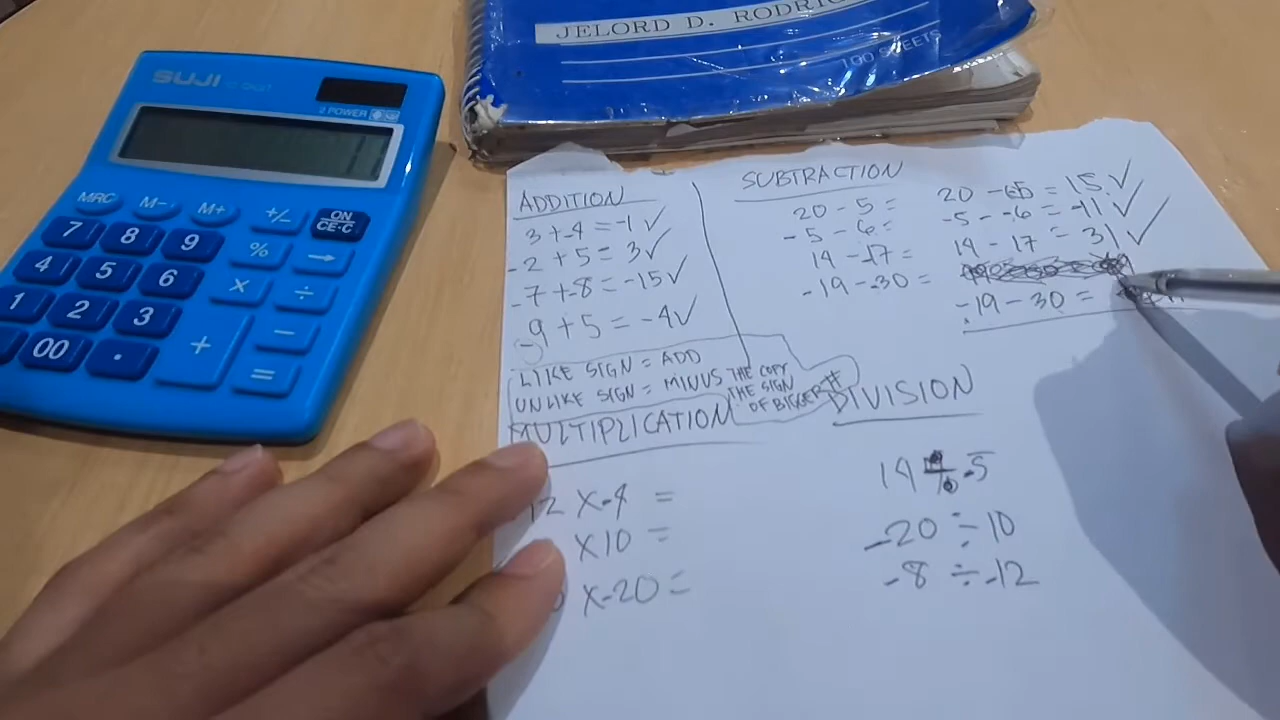 JELORD D.
100 SHEETS
SUJI
12 DIGIT
2 POWER
MRC M- M+ +/- ON/CE·C
7 8 9 % →
4 5 6 × ÷
1 2 3 + −
00 · =
ADDITION
3 + -4 = -1 ✓
-2 + 5 = 3 ✓
-7 + -8 = -15 ✓
-9 + 5 = -4 ✓
LIKE SIGN = ADD
UNLIKE SIGN = MINUS THE COPY
THE SIGN
OF BIGGER #
SUBTRACTION
20 - 5 =
-5 - 6 =
14 - -17 =
-19 - -30 =
= 15 ✓
-5 - -6 = -11 ✓
14 - 17 = 31 ✓
-19 - 30 =
MULTIPLICATION
12 X -4 =
X 10 =
X -20 =
DIVISION
14 -5
-20 ÷ 10
-8 ÷ -12